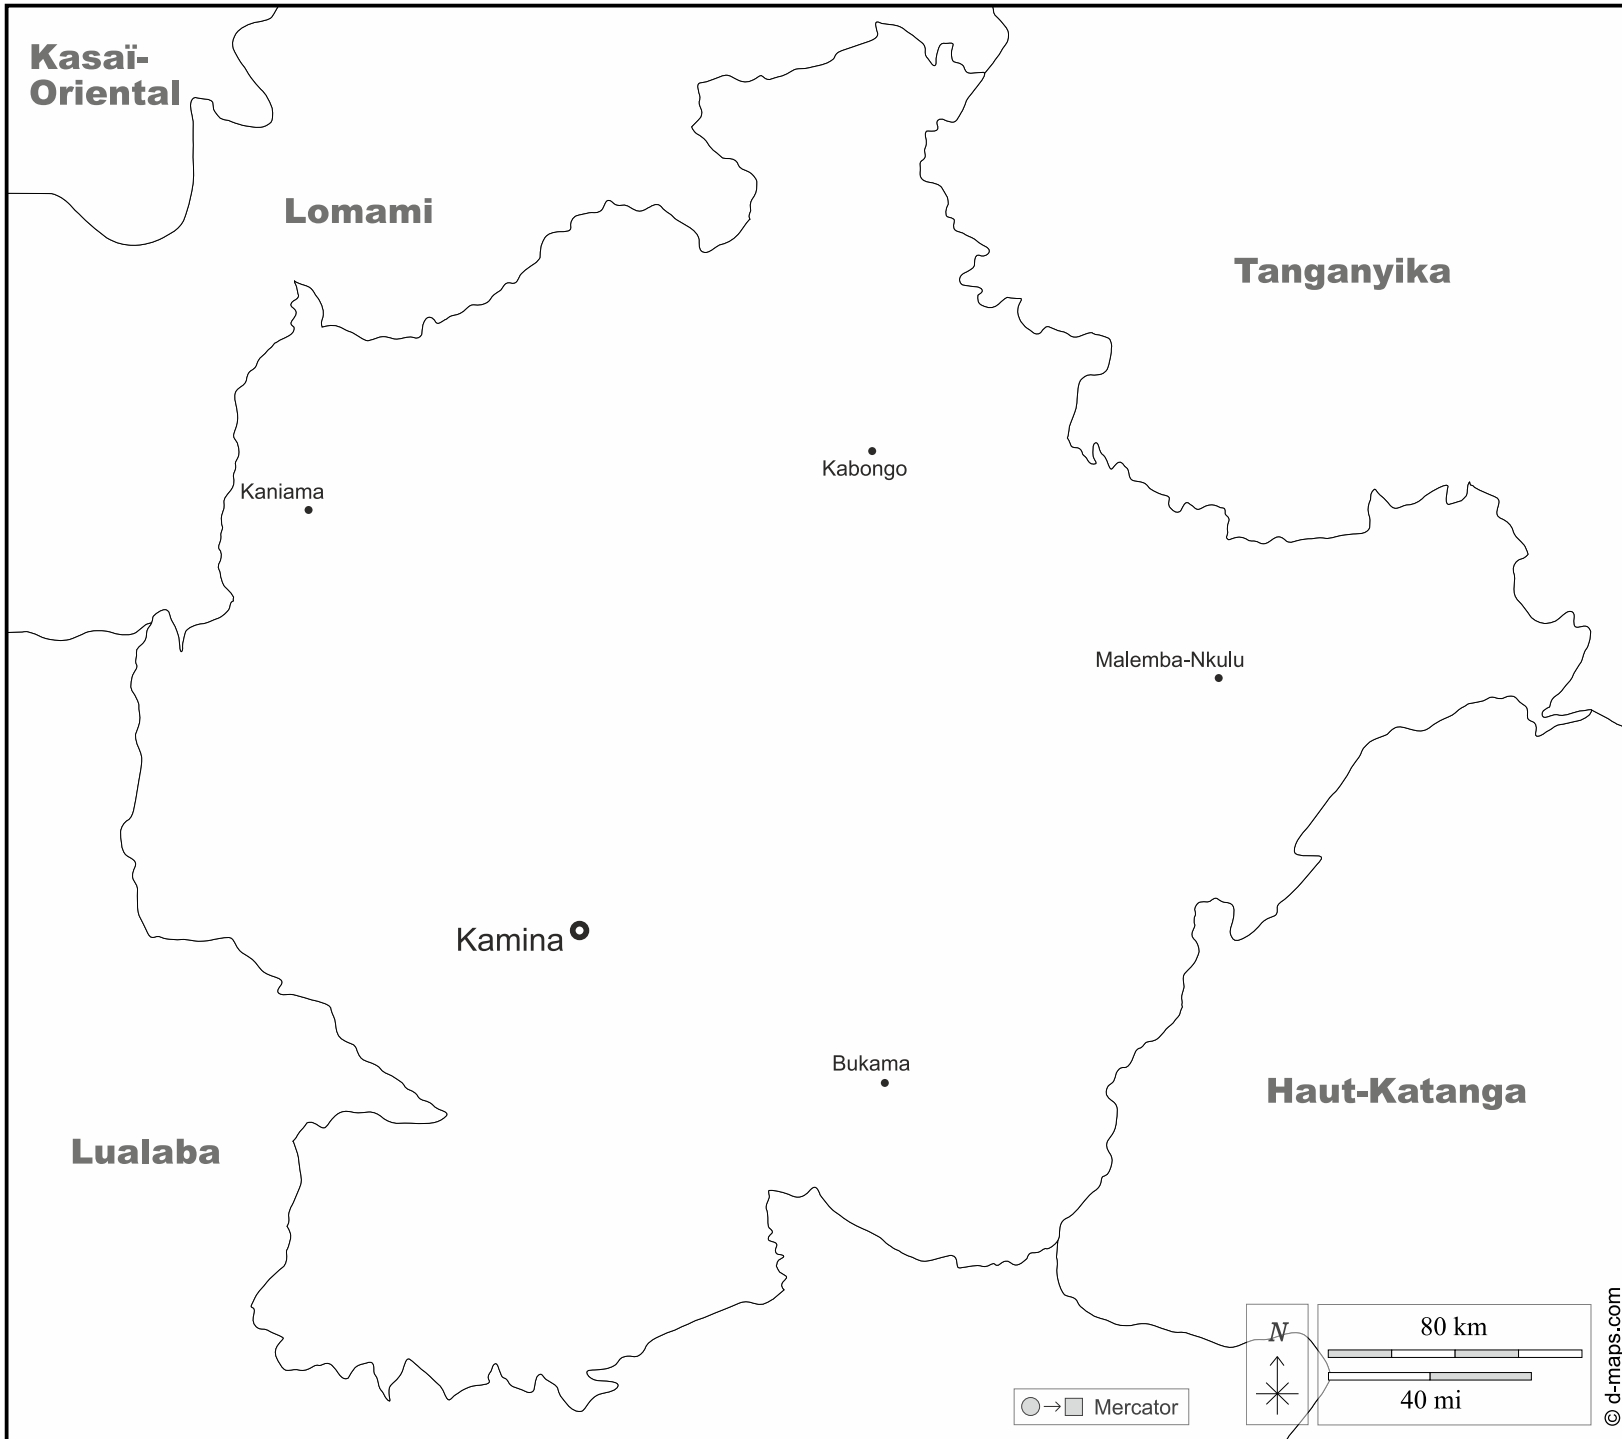 Kasaï-
Oriental
Lomami
Tanganyika
Kabongo
Kaniama
Malemba-Nkulu
Kamina
Bukama
Haut-Katanga
Lualaba
N
80 km
40 mi
Mercator
© d-maps.com